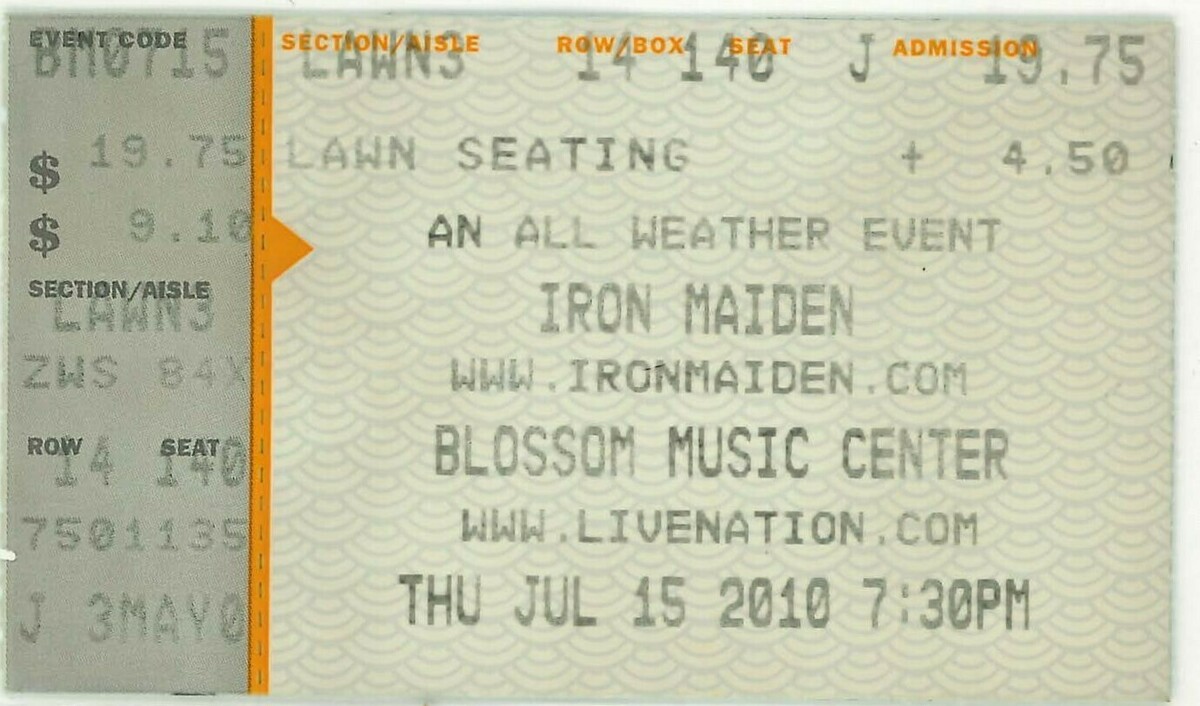 EVENT CODE
BM0715
$ 19.75
$ 9.10
SECTION/AISLE
LAWN3
ZWS 84X
ROW SEAT
14 140
7501135
J 3MAY0
SECTION/AISLE ROW/BOX SEAT ADMISSION
LAWN3 14 140 J 19.75
LAWN SEATING + 4.50
AN ALL WEATHER EVENT
IRON MAIDEN
WWW.IRONMAIDEN.COM
BLOSSOM MUSIC CENTER
WWW.LIVENATION.COM
THU JUL 15 2010 7:30PM